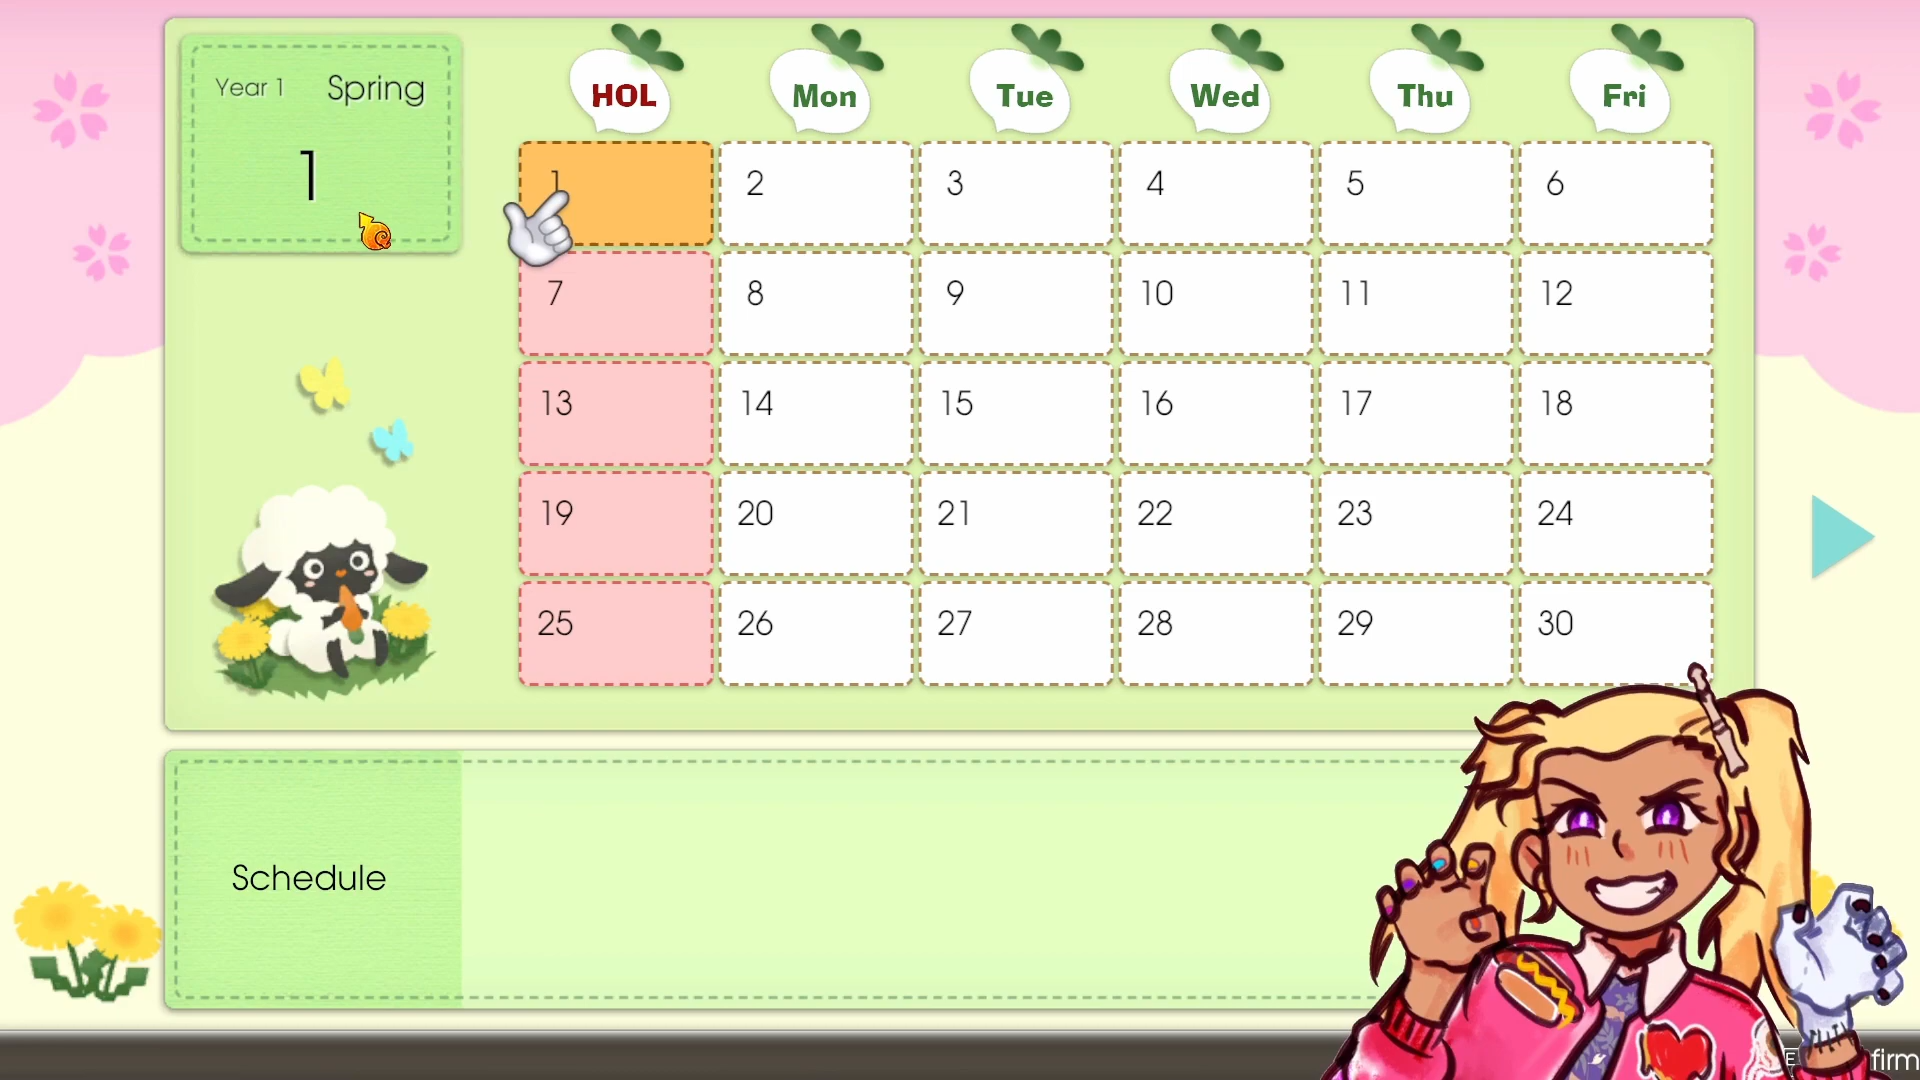 Year 1 Spring
1
HOL Mon Tue Wed Thu Fri
1 2 3 4 5 6
7 8 9 10 11 12
13 14 15 16 17 18
19 20 21 22 23 24
25 26 27 28 29 30
Schedule
E firm